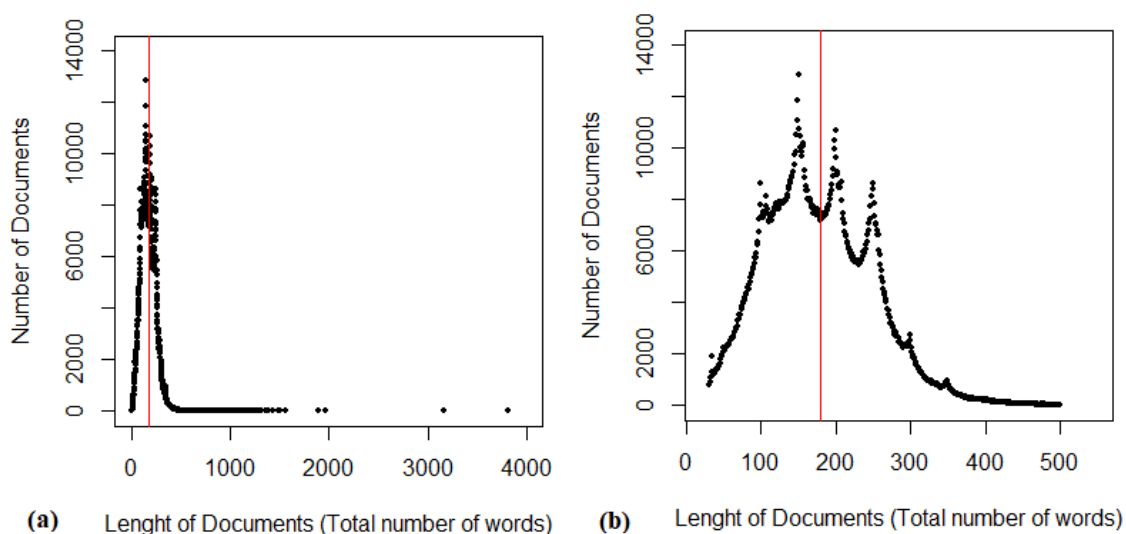 Number of Documents
14000
10000
6000
2000
0
0 1000 2000 3000 4000
(a) Lenght of Documents (Total number of words)
Number of Documents
14000
10000
6000
2000
0
0 100 200 300 400 500
(b) Lenght of Documents (Total number of words)